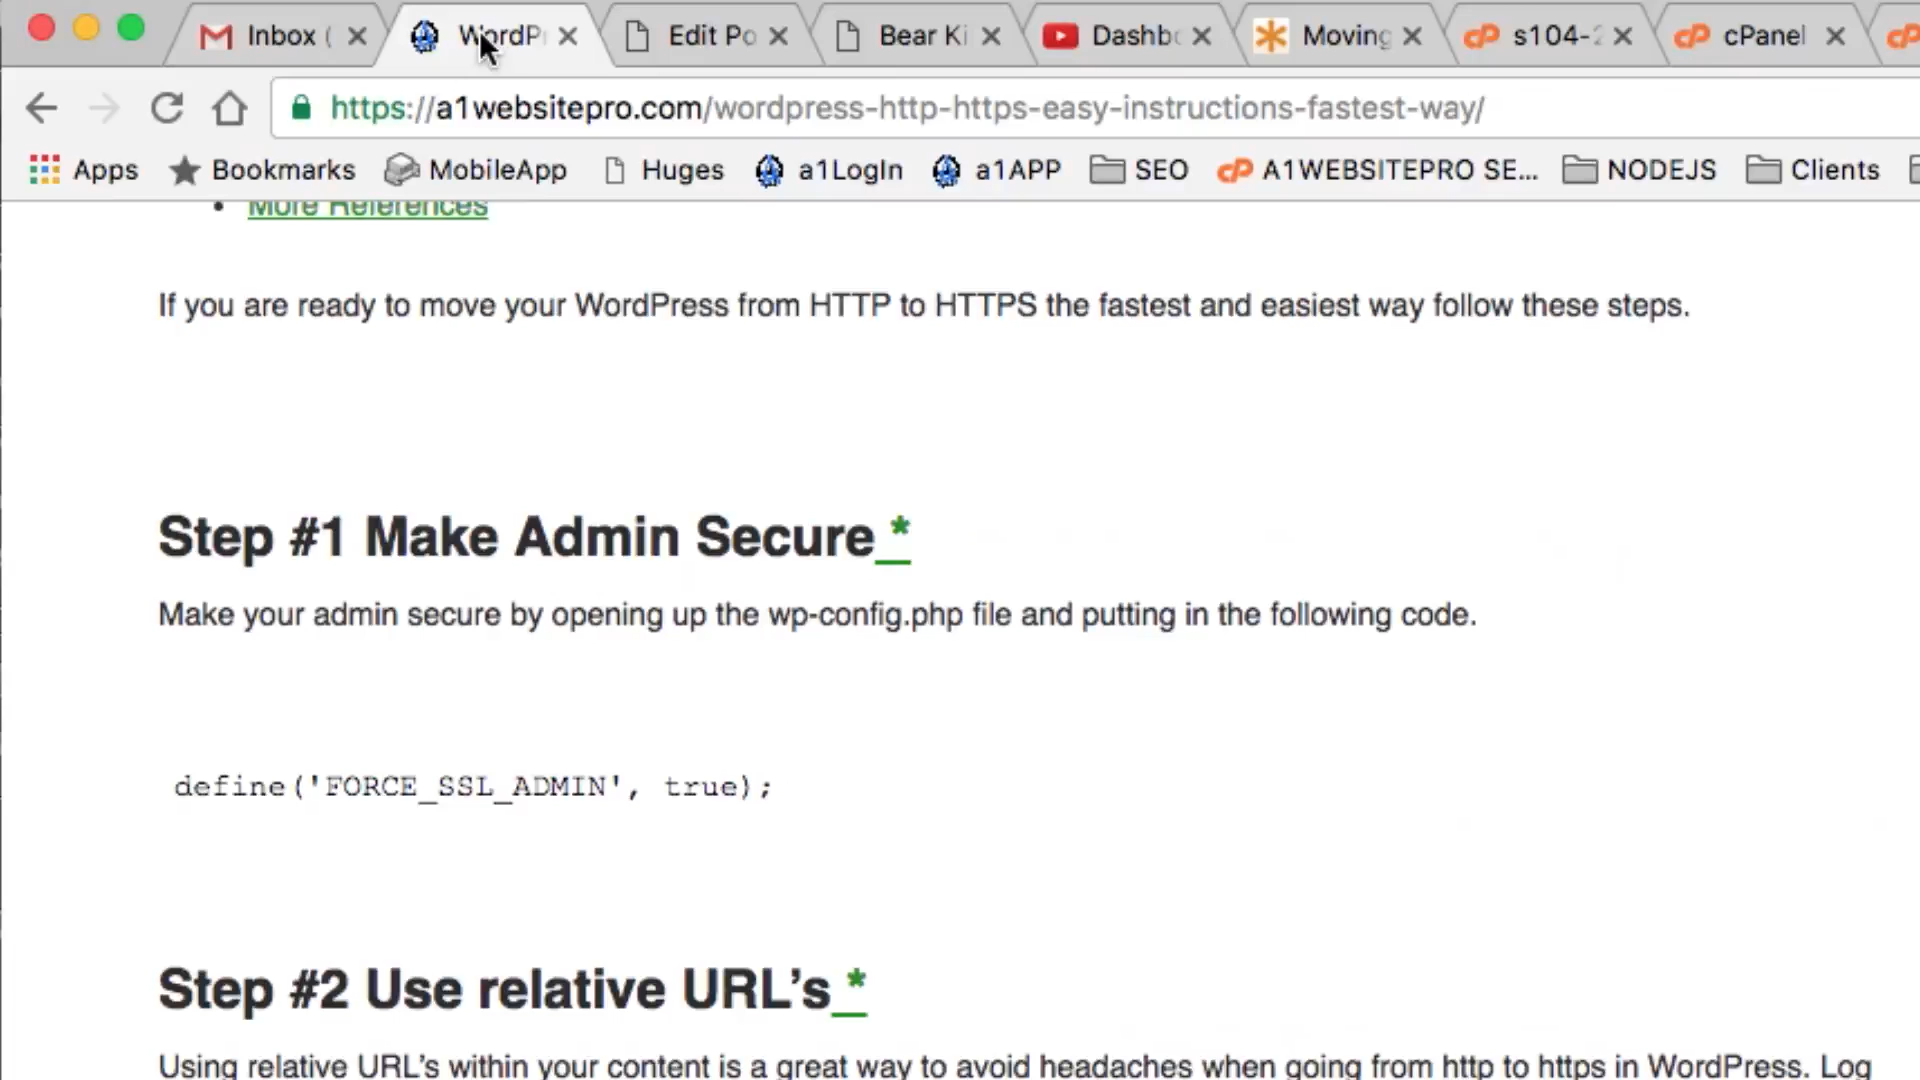 Inbox (
WordP
Edit Po
Bear Ki
Dashb
Moving
s104-2
cPanel
https://a1websitepro.com/wordpress-http-https-easy-instructions-fastest-way/
Apps
Bookmarks
MobileApp
Huges
a1LogIn
a1APP
SEO
A1WEBSITEPRO SE...
NODEJS
Clients
• More References
If you are ready to move your WordPress from HTTP to HTTPS the fastest and easiest way follow these steps.
Step #1 Make Admin Secure *
Make your admin secure by opening up the wp-config.php file and putting in the following code.
define('FORCE_SSL_ADMIN', true);
Step #2 Use relative URL’s *
Using relative URL’s within your content is a great way to avoid headaches when going from http to https in WordPress. Log